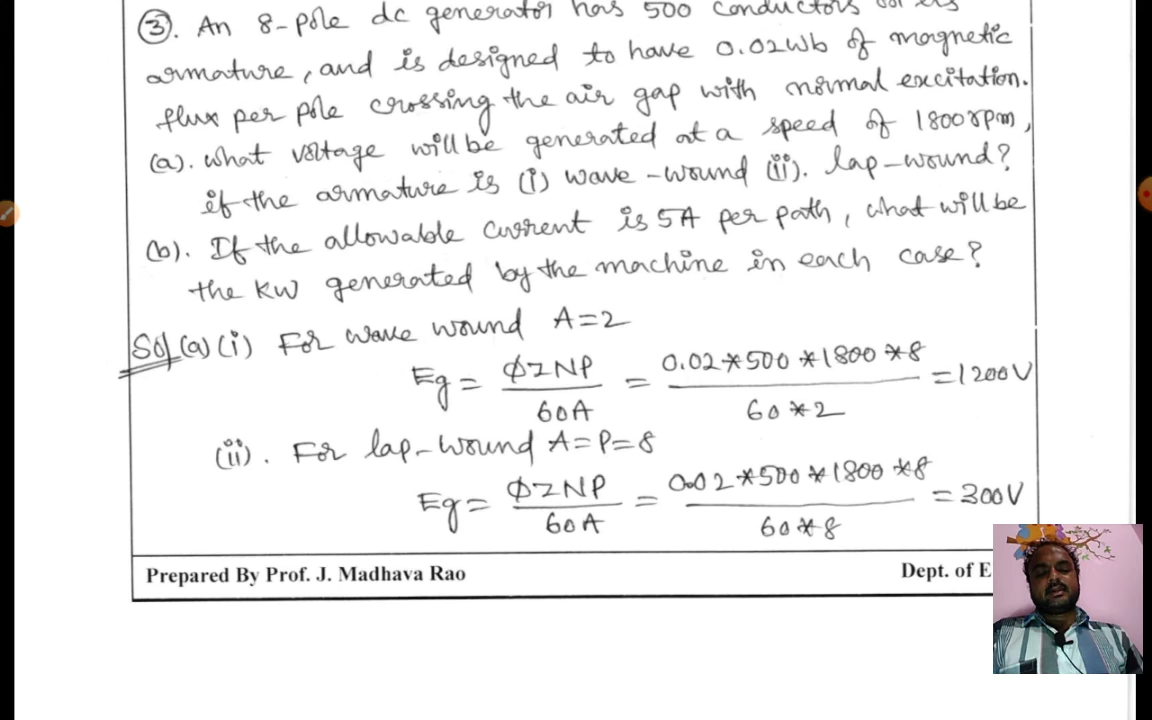 ③. An 8-pole dc generator has 500 conductors
armature, and is designed to have 0.02wb of magnetic
flux per pole crossing the air gap with normal excitation.
(a). what voltage will be generated at a speed of 1800rpm,
if the armature is (i) wave-wound (ii). lap-wound?
(b). If the allowable current is 5A per path, what will be
the KW generated by the machine in each case?
Sol (a) (i) For wave wound A=2
Eg = ΦZNP/60A = 0.02*500*1800*8/60*2 = 1200V
(ii). For lap-wound A=P=8
Eg = ΦZNP/60A = 0.02*500*1800*8/60*8 = 300V
Prepared By Prof. J. Madhava Rao Dept. of E